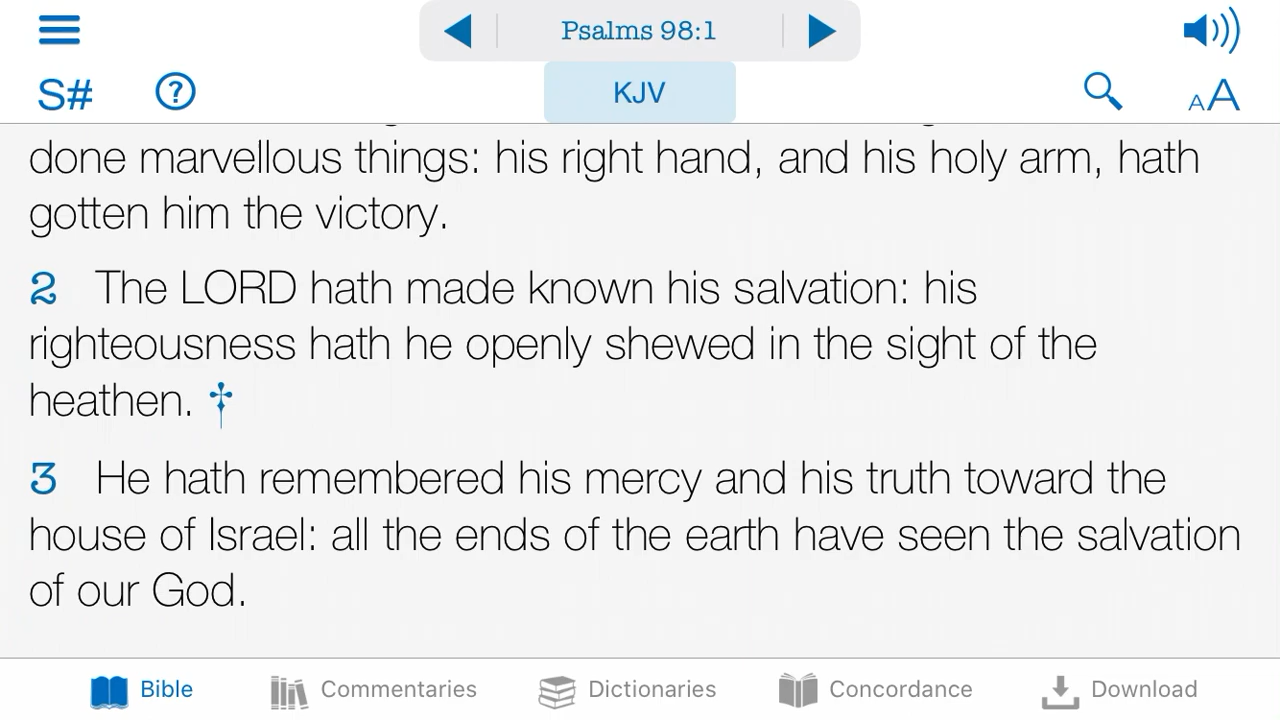 Psalms 98:1
S# ? KJV AA
done marvellous things: his right hand, and his holy arm, hath
gotten him the victory.
2 The LORD hath made known his salvation: his
righteousness hath he openly shewed in the sight of the
heathen. †
3 He hath remembered his mercy and his truth toward the
house of Israel: all the ends of the earth have seen the salvation
of our God.
Bible Commentaries Dictionaries Concordance Download